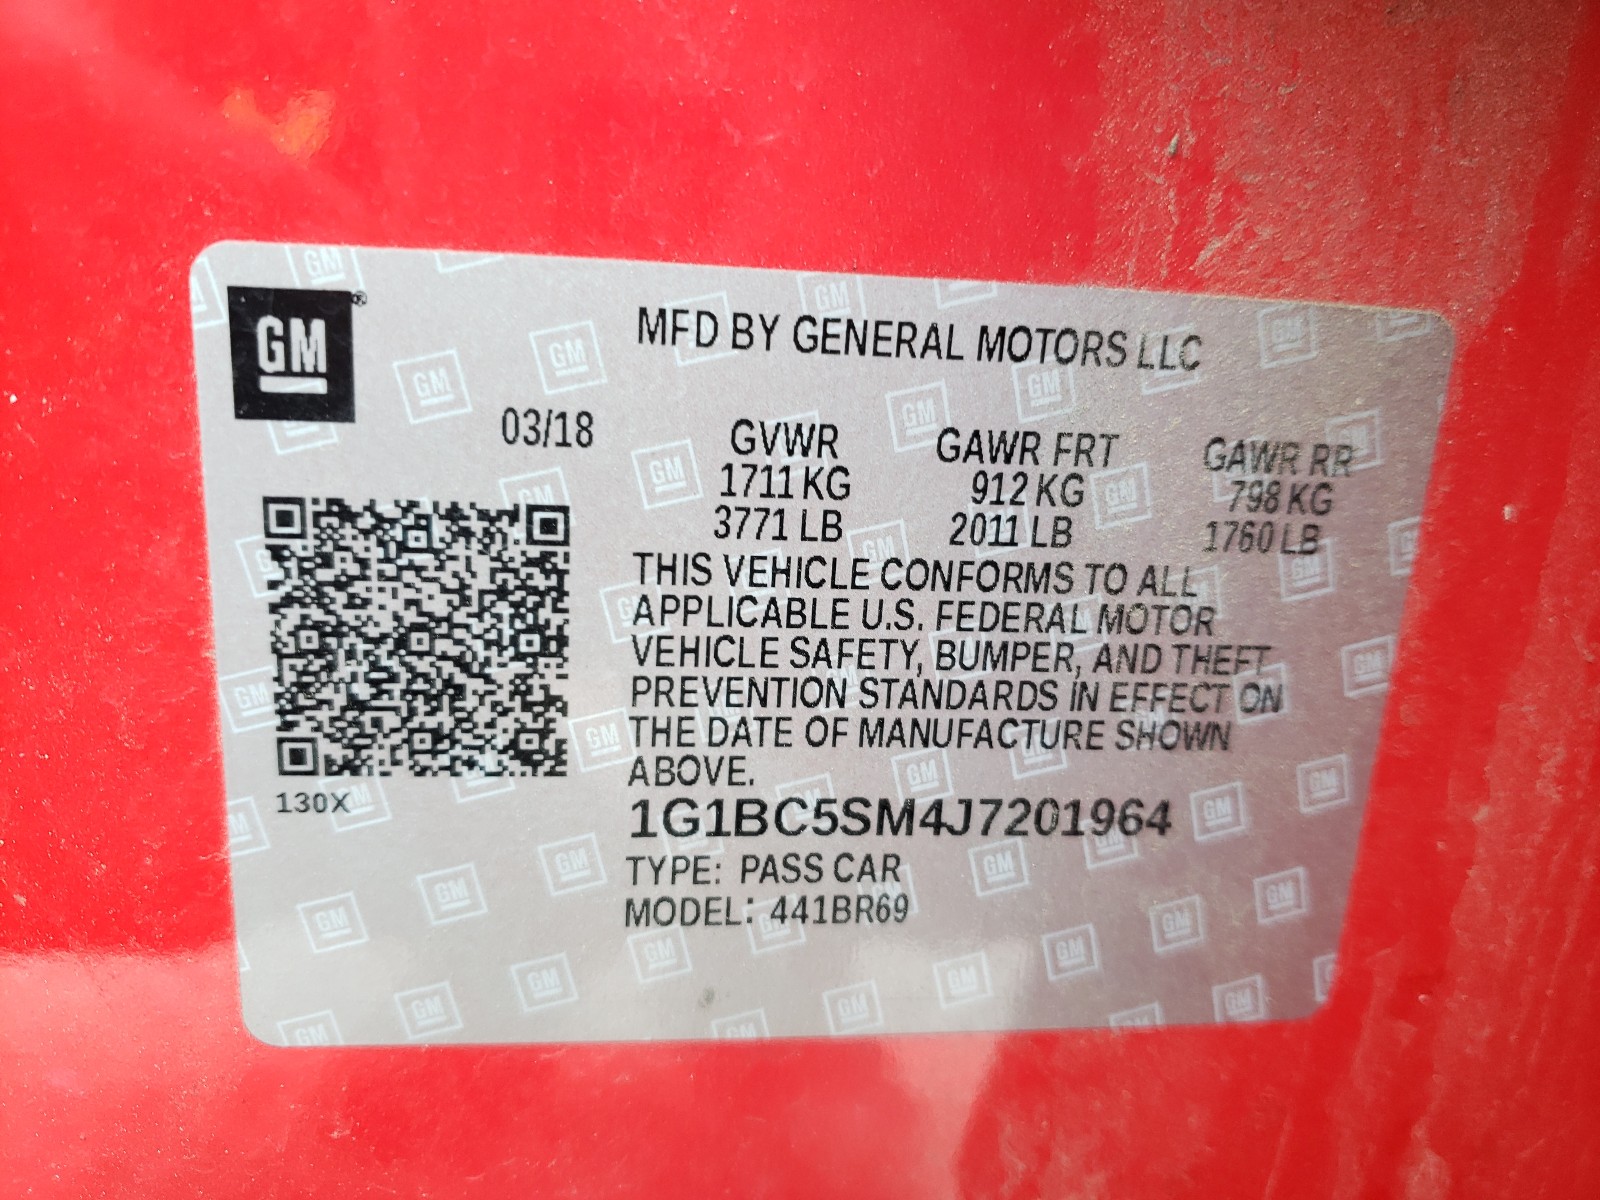 GM
MFD BY GENERAL MOTORS LLC
03/18
GVWR GAWR FRT GAWR RR
1711 KG 912 KG 798 KG
3771 LB 2011 LB 1760 LB
THIS VEHICLE CONFORMS TO ALL
APPLICABLE U.S. FEDERAL MOTOR
VEHICLE SAFETY, BUMPER, AND THEFT
PREVENTION STANDARDS IN EFFECT ON
THE DATE OF MANUFACTURE SHOWN
ABOVE.
130X
1G1BC5SM4J7201964
TYPE: PASS CAR
MODEL: 441BR69